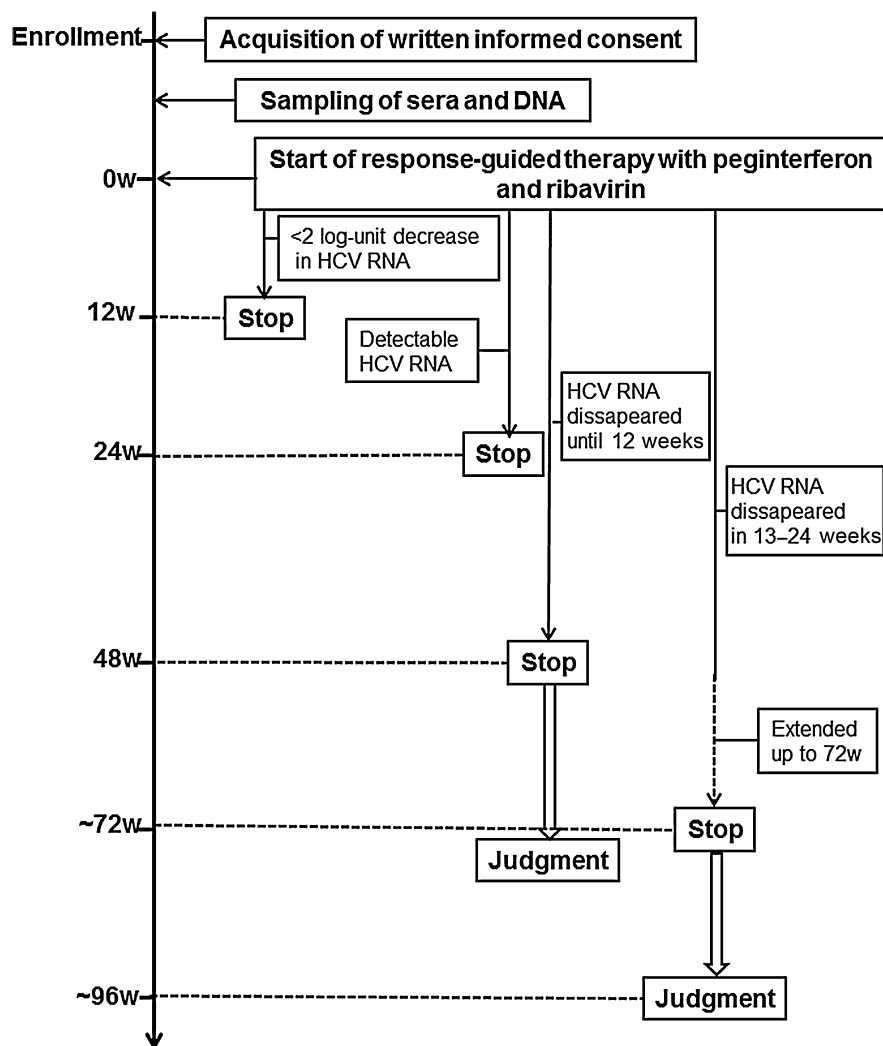 Enrollment
Acquisition of written informed consent
Sampling of sera and DNA
0w
Start of response-guided therapy with peginterferon
and ribavirin
<2 log-unit decrease
in HCV RNA
12w
Stop
Detectable
HCV RNA
HCV RNA
dissapeared
until 12 weeks
24w
Stop
HCV RNA
dissapeared
in 13–24 weeks
48w
Stop
Extended
up to 72w
~72w
Stop
Judgment
~96w
Judgment